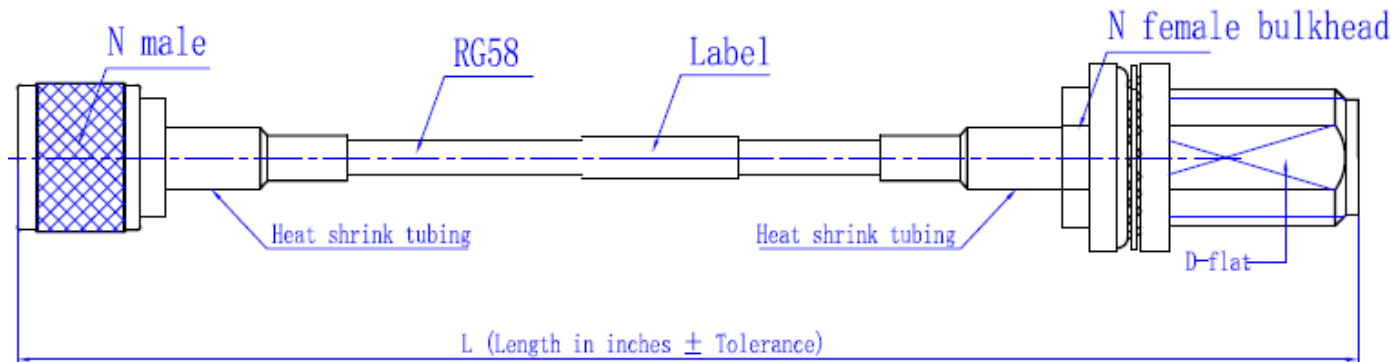 N male
RG58
Label
N female bulkhead
Heat shrink tubing
Heat shrink tubing
D-flat
L (Length in inches ± Tolerance)